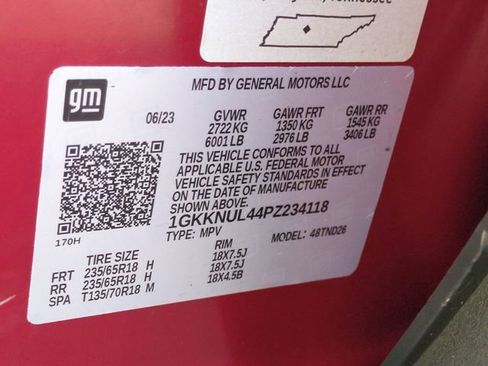 gm
MFD BY GENERAL MOTORS LLC
06/23 GVWR GAWR FRT GAWR RR
2722 KG 1350 KG 1545 KG
6001 LB 2976 LB 3406 LB
THIS VEHICLE CONFORMS TO ALL
APPLICABLE U.S. FEDERAL MOTOR
VEHICLE SAFETY STANDARDS IN EFFECT
ON THE DATE OF MANUFACTURE
SHOWN ABOVE.
1GKKNUL44PZ234118
170H
TYPE: MPV MODEL: 48TND26
TIRE SIZE RIM
FRT 235/65R18 H 18X7.5J
RR 235/65R18 H 18X7.5J
SPA T135/70R18 M 18X4.5B